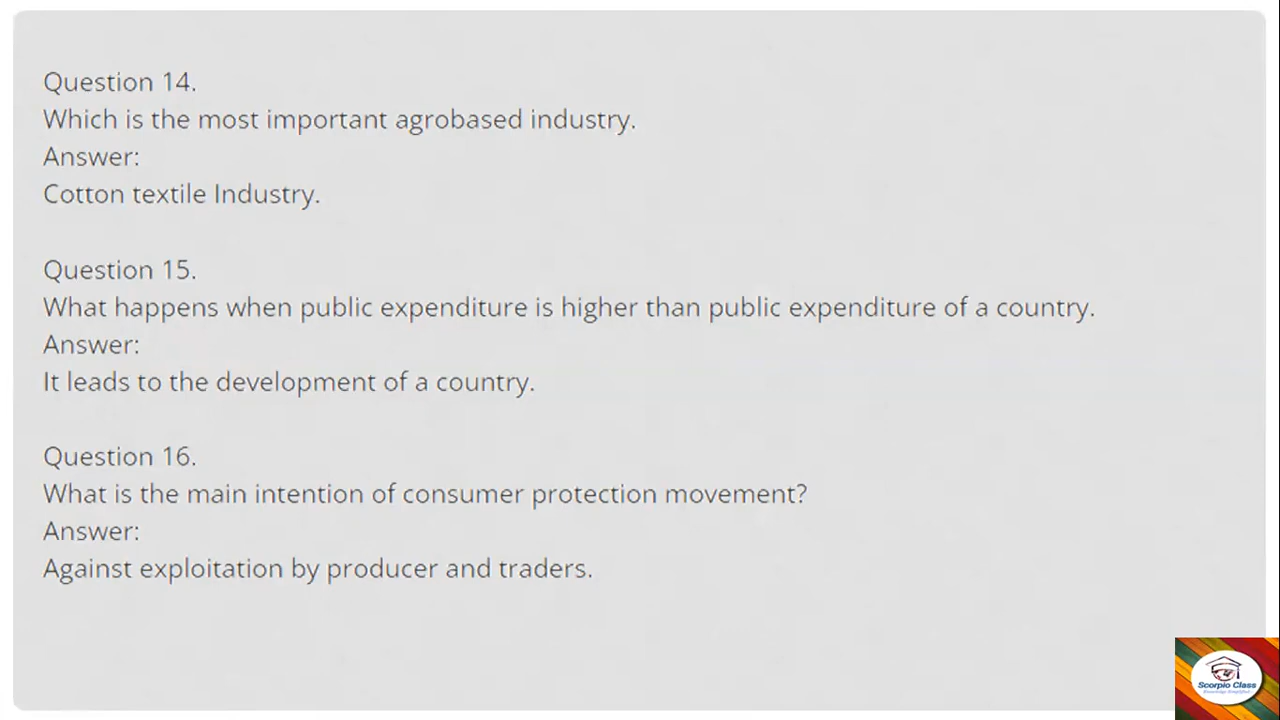 Question 14.
Which is the most important agrobased industry.
Answer:
Cotton textile Industry.
Question 15.
What happens when public expenditure is higher than public expenditure of a country.
Answer:
It leads to the development of a country.
Question 16.
What is the main intention of consumer protection movement?
Answer:
Against exploitation by producer and traders.
Scorpio Class